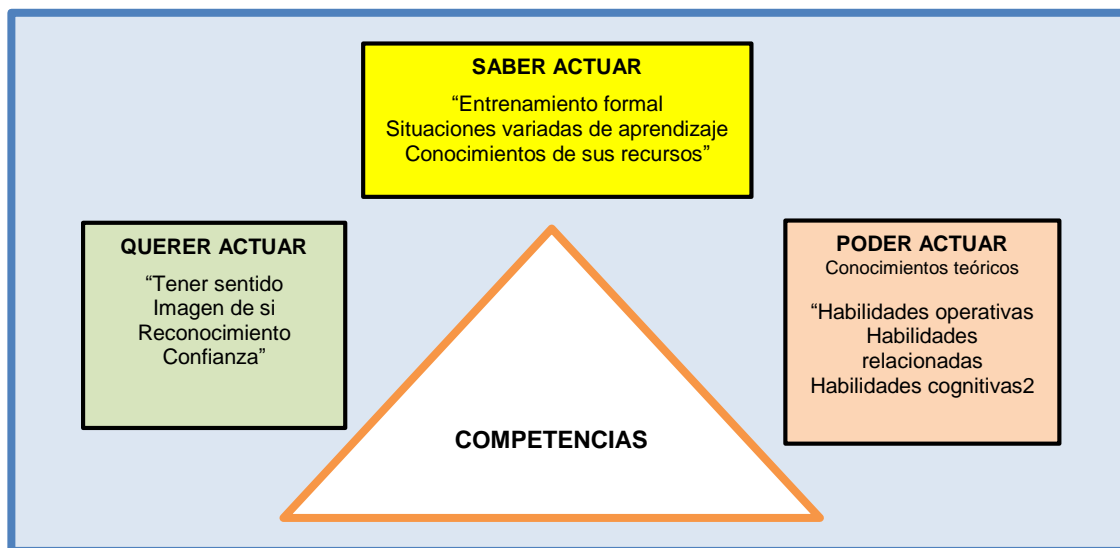 SABER ACTUAR
“Entrenamiento formal
Situaciones variadas de aprendizaje
Conocimientos de sus recursos”
QUERER ACTUAR
“Tener sentido
Imagen de si
Reconocimiento
Confianza”
PODER ACTUAR
Conocimientos teóricos
“Habilidades operativas
Habilidades
relacionadas
Habilidades cognitivas2
COMPETENCIAS